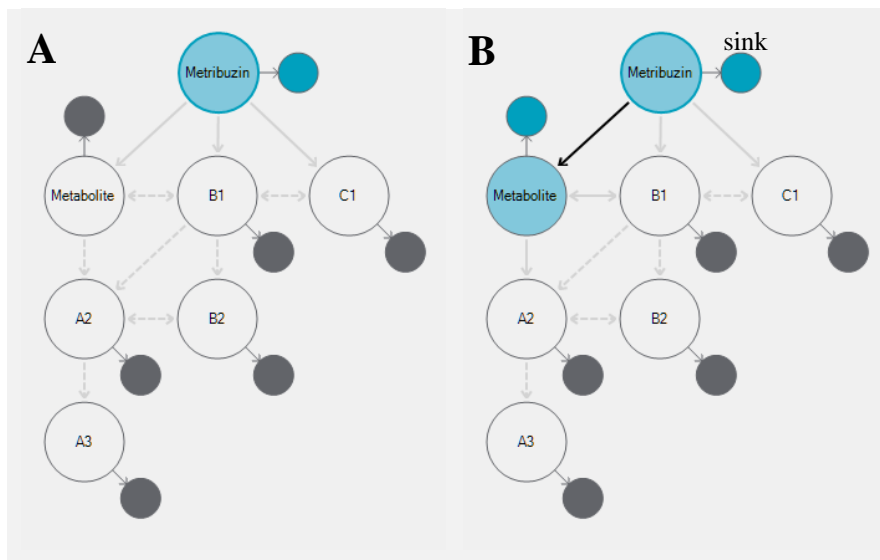 A
Metribuzin
Metabolite
B1
C1
A2
B2
A3
B
sink
Metribuzin
Metabolite
B1
C1
A2
B2
A3